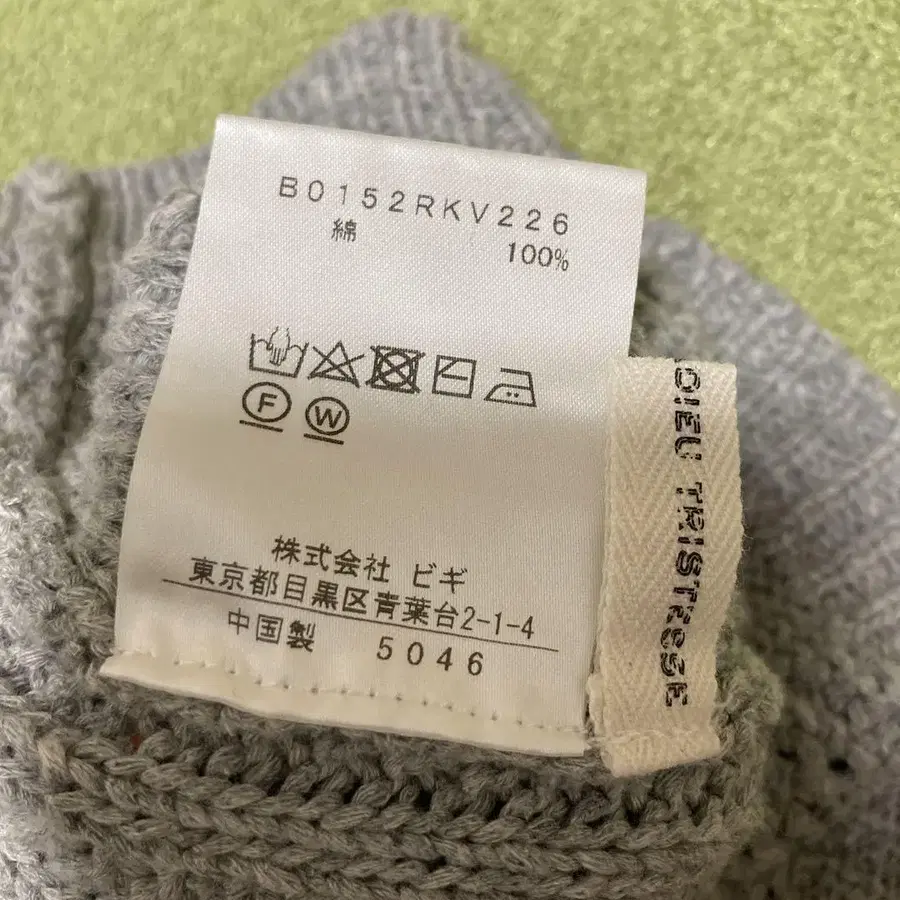 B0152RKV226
綿 100%
F W
株式会社 ビギ
東京都目黒区青葉台2-1-4
中国製 5046
TRISTESSE